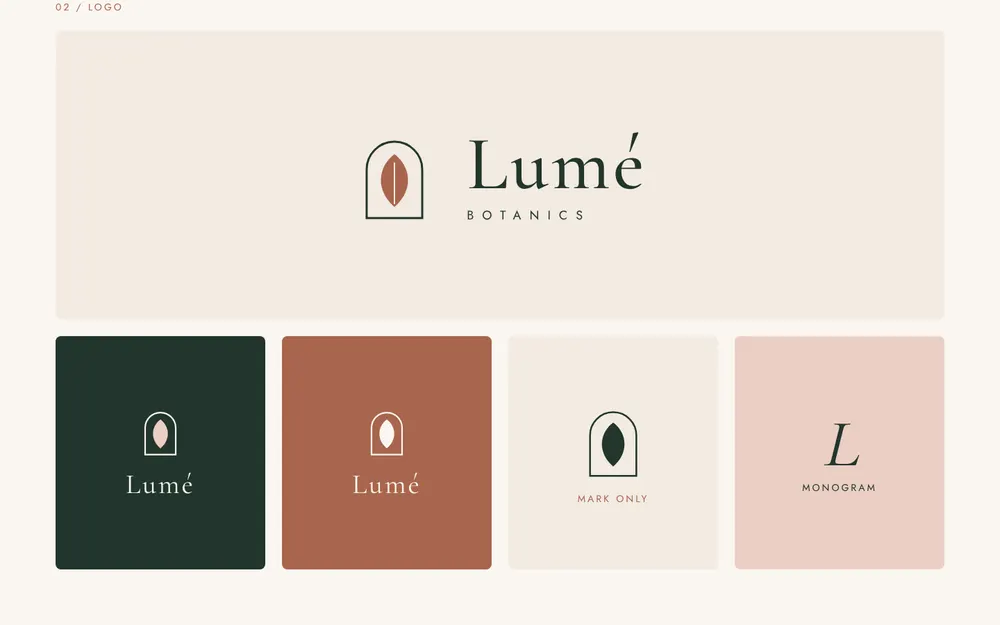 02 / LOGO
Lumé
BOTANICS
Lumé
Lumé
MARK ONLY
L
MONOGRAM